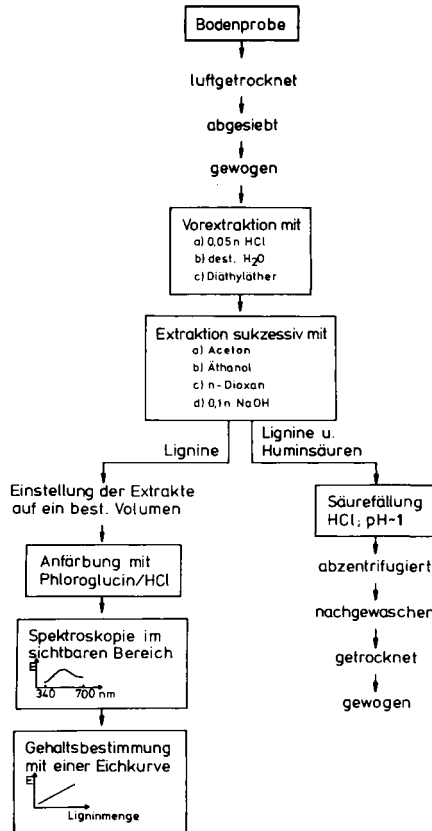 Bodenprobe
luftgetrocknet
abgesiebt
gewogen
Vorextraktion mit
a) 0,05n HCl
b) dest. H₂O
c) Diäthyläther
Extraktion sukzessiv mit
a) Aceton
b) Äthanol
c) n-Dioxan
d) 0,1n NaOH
Lignine
Einstellung der Extrakte
auf ein best. Volumen
Anfärbung mit
Phloroglucin/HCl
Spektroskopie im
sichtbaren Bereich
E
340 700 nm
Gehaltsbestimmung
mit einer Eichkurve
E
Ligninmenge
Lignine u.
Huminsäuren
Säurefällung
HCl; pH~1
abzentrifugiert
nachgewaschen
getrocknet
gewogen